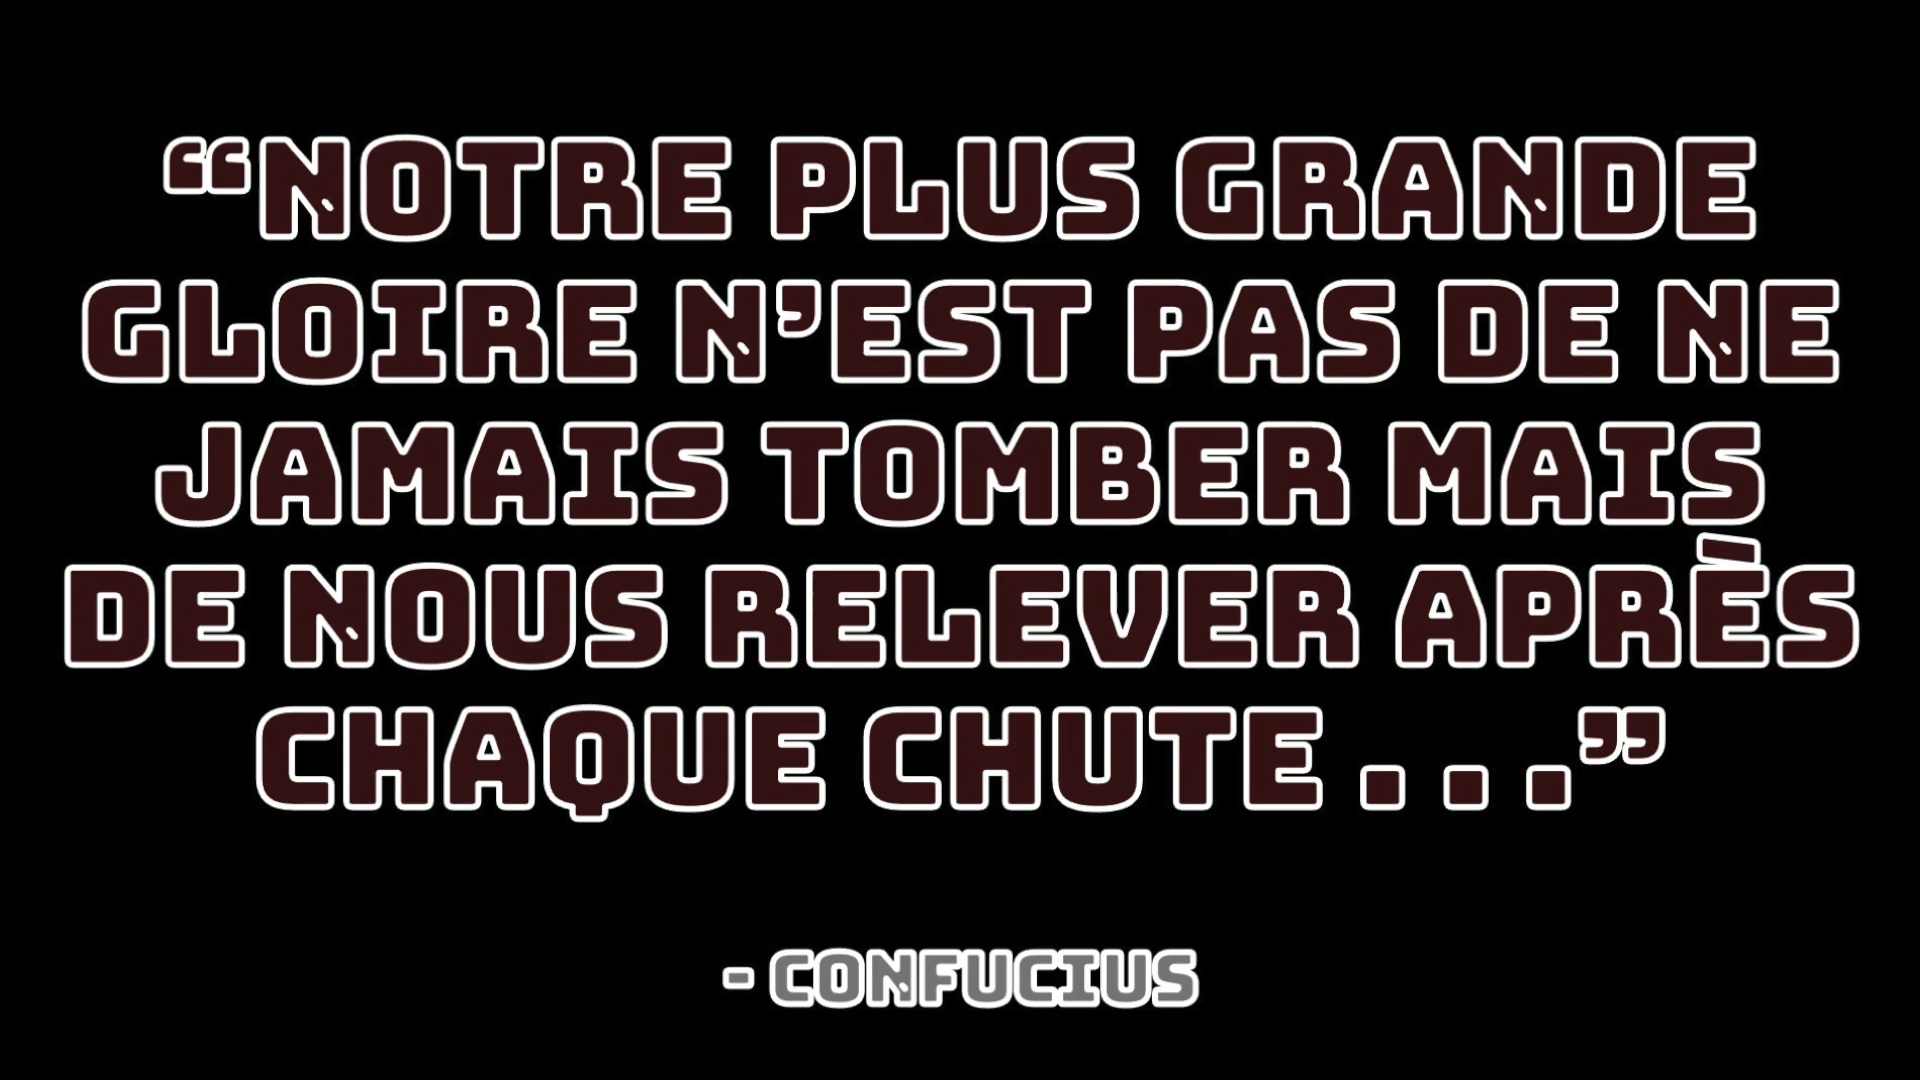 “NOTRE PLUS GRANDE
GLOIRE N’EST PAS DE NE
JAMAIS TOMBER MAIS
DE NOUS RELEVER APRÈS
CHAQUE CHUTE . . .”
- CONFUCIUS